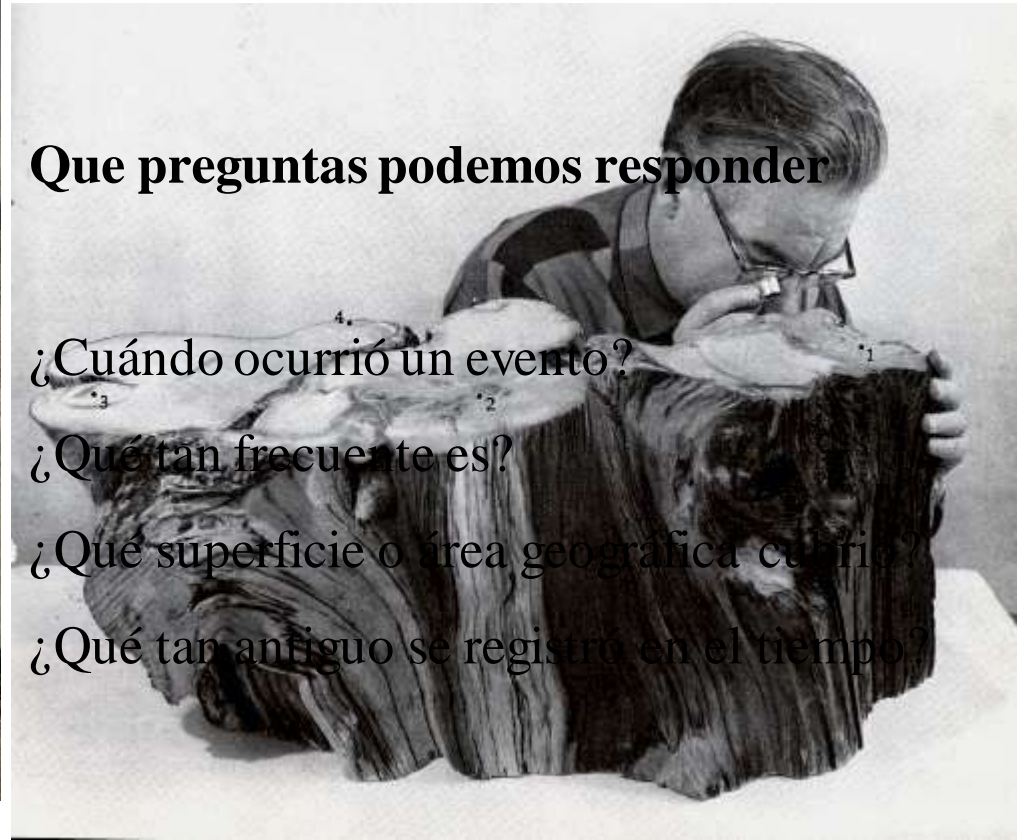 Que preguntas podemos responder
¿Cuándo ocurrió un evento?
¿Qué tan frecuente es?
¿Qué superficie o área geográfica cubrió?
¿Qué tan antiguo se registró en el tiempo?
4
3
2
1